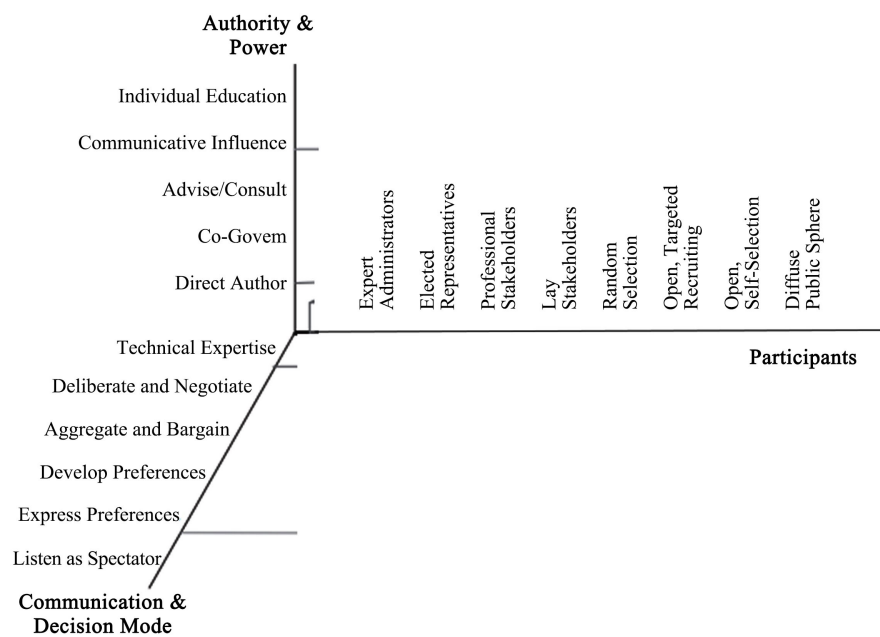 Authority &
Power
Individual Education
Communicative Influence
Advise/Consult
Co-Govem
Direct Author
Expert
Administrators
Elected
Representatives
Professional
Stakeholders
Lay
Stakeholders
Random
Selection
Open, Targeted
Recruiting
Open,
Self-Selection
Diffuse
Public Sphere
Technical Expertise
Participants
Deliberate and Negotiate
Aggregate and Bargain
Develop Preferences
Express Preferences
Listen as Spectator
Communication &
Decision Mode